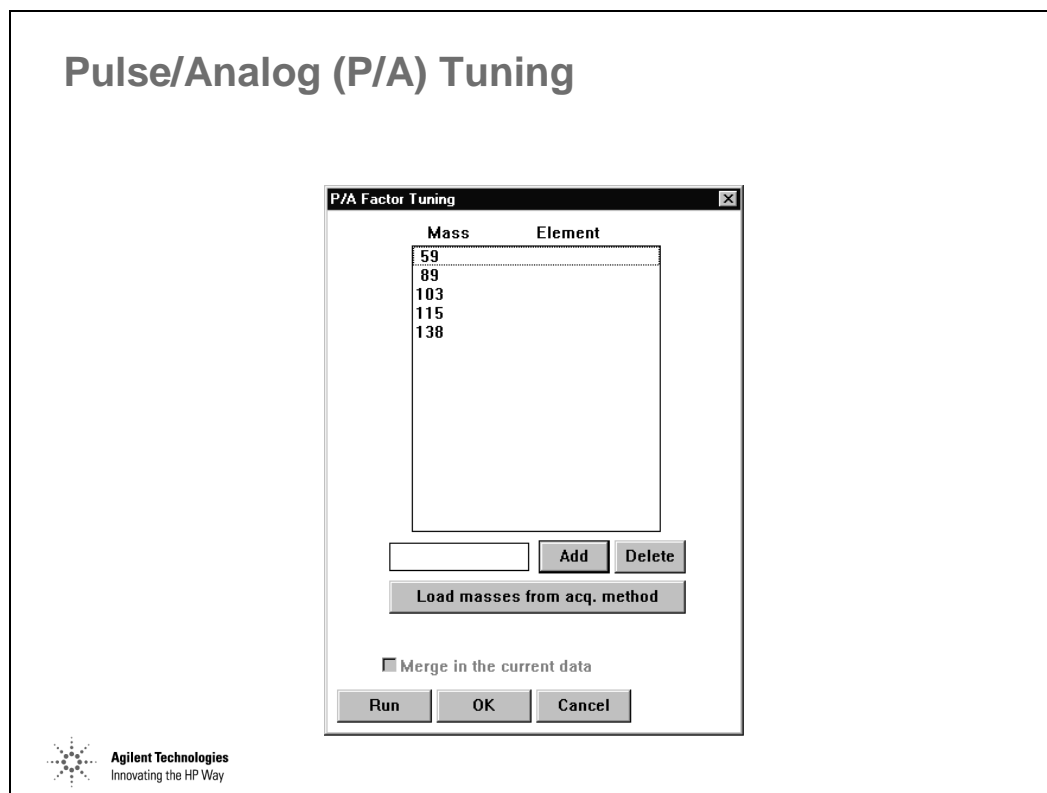 Pulse/Analog (P/A) Tuning
P/A Factor Tuning
Mass Element
59
89
103
115
138
Add Delete
Load masses from acq. method
Merge in the current data
Run OK Cancel
Agilent Technologies
Innovating the HP Way